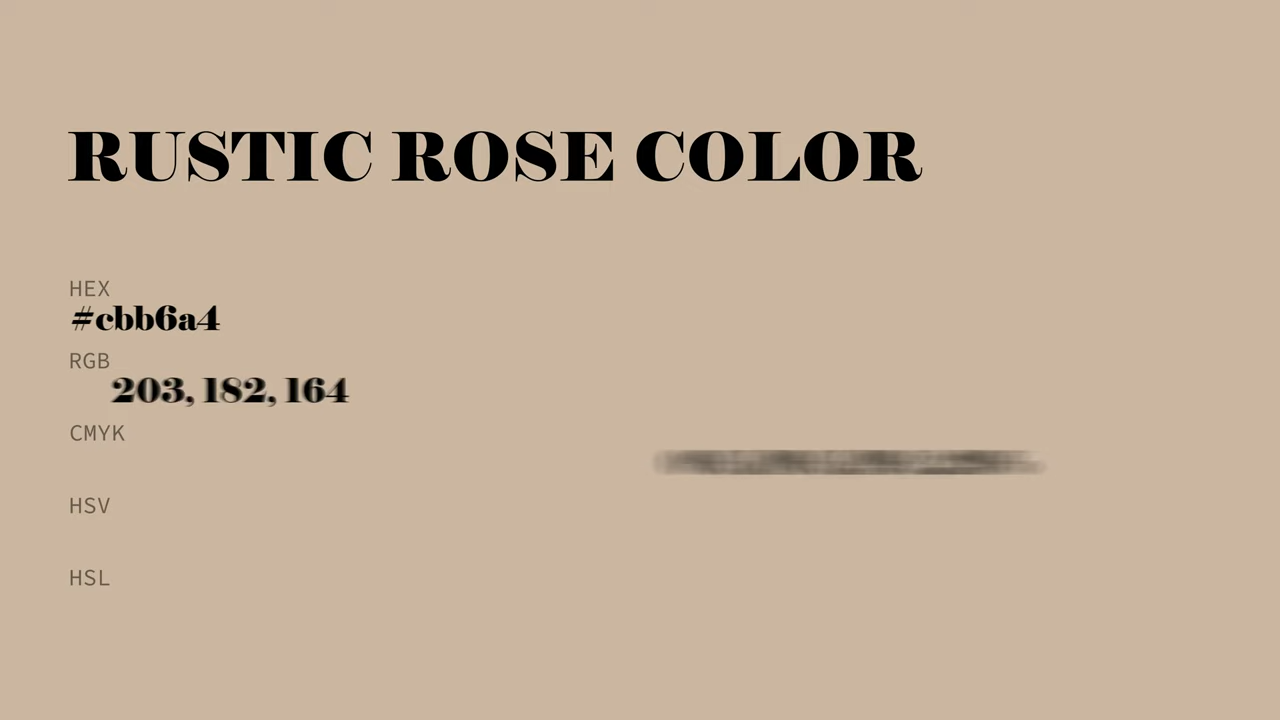 RUSTIC ROSE COLOR
HEX
#cbb6a4
RGB
203, 182, 164
CMYK
HSV
HSL